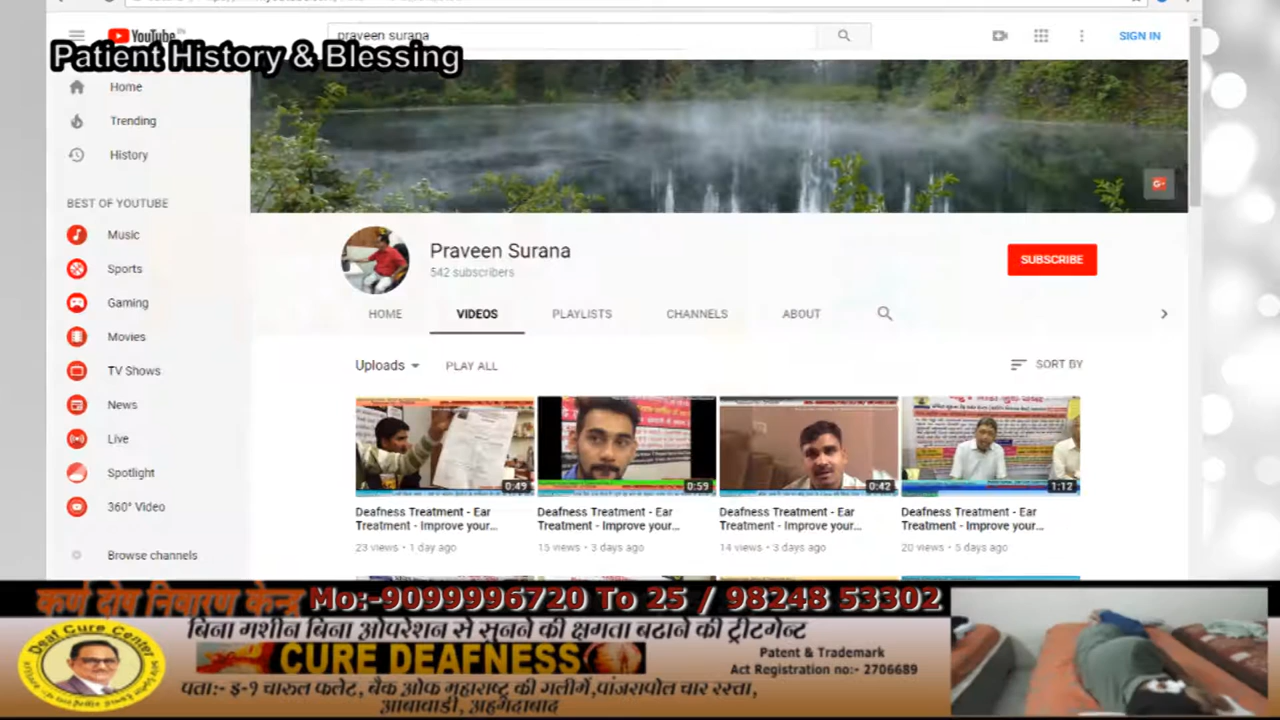 YouTube
praveen surana
SIGN IN
Patient History & Blessing
Home
Trending
History
BEST OF YOUTUBE
Music
Sports
Gaming
Movies
TV Shows
News
Live
Spotlight
360° Video
Browse channels
G+
Praveen Surana
542 subscribers
SUBSCRIBE
HOME VIDEOS PLAYLISTS CHANNELS ABOUT
Uploads PLAY ALL SORT BY
0:49 0:59 0:42 1:12
Deafness Treatment - Ear Treatment - Improve your...
23 views • 1 day ago
Deafness Treatment - Ear Treatment - Improve your...
15 views • 3 days ago
Deafness Treatment - Ear Treatment - Improve your...
14 views • 3 days ago
Deafness Treatment - Ear Treatment - Improve your...
20 views • 5 days ago
कर्ण दोष निवारण केन्द्र Mo:-9099996720 To 25 / 98248 53302
बिना मशीन बिना ओपरेशन से सूनने की क्षमता बढाने की ट्रीटमेन्ट
Deaf Cure Center
CURE DEAFNESS
Patent & Trademark
Act Registration no:- 2706689
पता:- इ-१ चारुल फलेट, बैंक ओफ महाराष्ट्र की गलीमें,पांजरापोल चार रस्ता,
आंबावाडी, अहमदाबाद